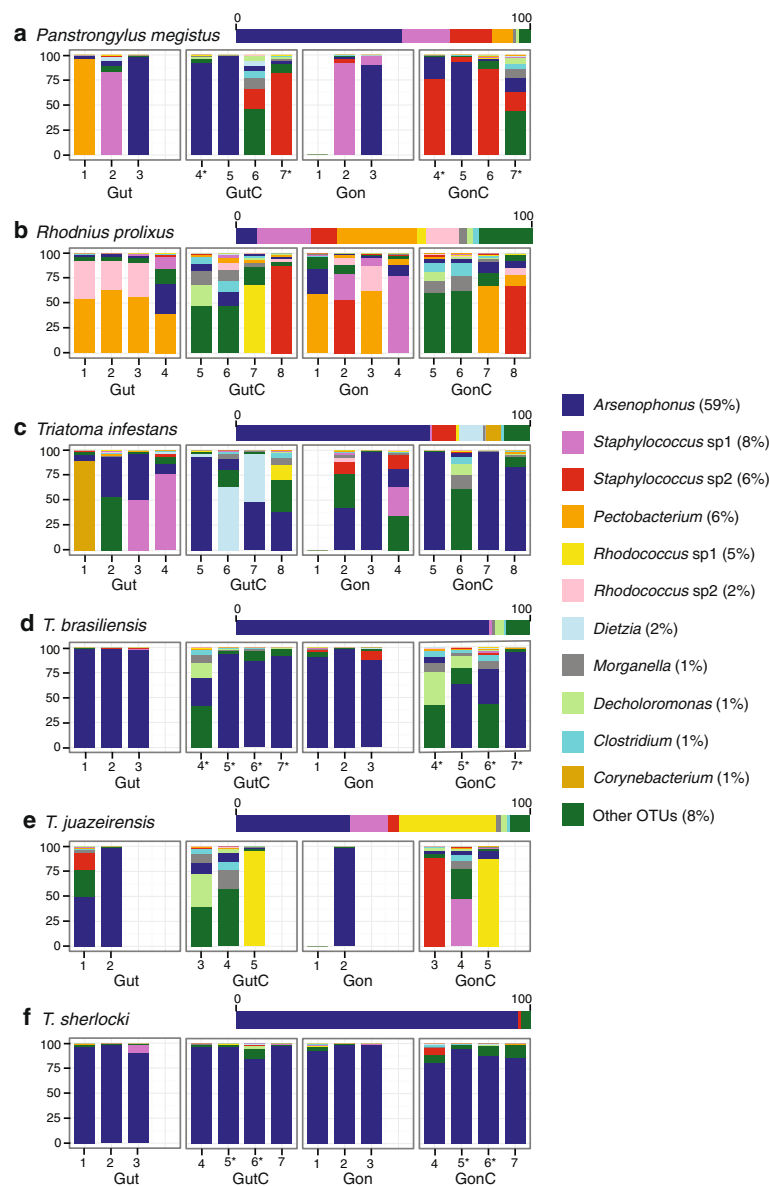 0 100
a Panstrongylus megistus
100
75
50
25
0
1 2 3 4* 5 6 7* 1 2 3 4* 5 6 7*
Gut GutC Gon GonC
0 100
b Rhodnius prolixus
100
75
50
25
0
1 2 3 4 5 6 7 8 1 2 3 4 5 6 7 8
Gut GutC Gon GonC
0 100
c Triatoma infestans
100
75
50
25
0
1 2 3 4 5 6 7 8 1 2 3 4 5 6 7 8
Gut GutC Gon GonC
0 100
d T. brasiliensis
100
75
50
25
0
1 2 3 4* 5* 6* 7* 1 2 3 4* 5* 6* 7*
Gut GutC Gon GonC
0 100
e T. juazeirensis
100
75
50
25
0
1 2 3 4 5 1 2 3 4 5
Gut GutC Gon GonC
0 100
f T. sherlocki
100
75
50
25
0
1 2 3 4 5* 6* 7 1 2 3 4 5* 6* 7
Gut GutC Gon GonC
Arsenophonus (59%)
Staphylococcus sp1 (8%)
Staphylococcus sp2 (6%)
Pectobacterium (6%)
Rhodococcus sp1 (5%)
Rhodococcus sp2 (2%)
Dietzia (2%)
Morganella (1%)
Decholoromonas (1%)
Clostridium (1%)
Corynebacterium (1%)
Other OTUs (8%)